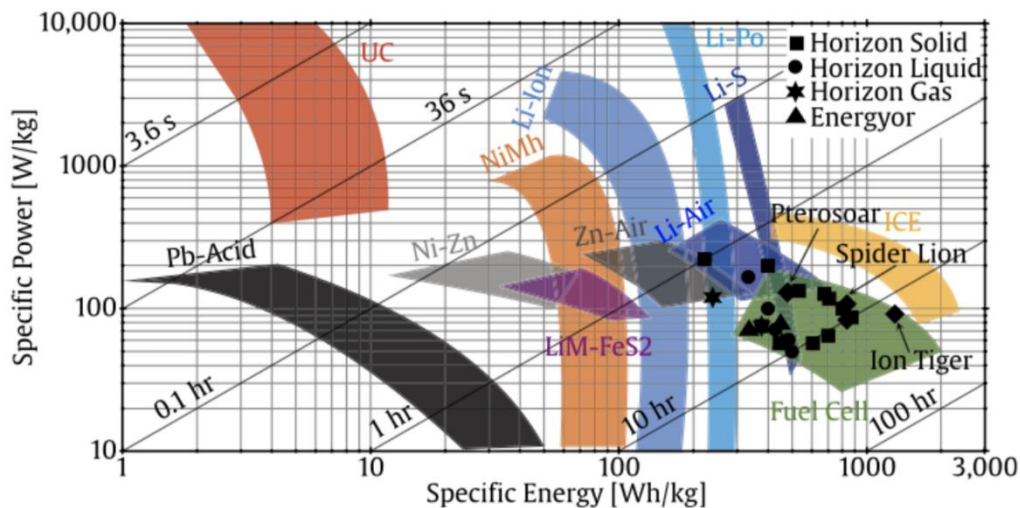 10,000
1000
100
10
Specific Power [W/kg]
1
10
100
1000
3,000
Specific Energy [Wh/kg]
UC
Li-Po
Horizon Solid
Horizon Liquid
Horizon Gas
Energyor
3.6 s
36 s
Li-Ion
Li-S
NiMh
Pterosoar
ICE
Pb-Acid
Ni-Zn
Zn-Air
Li-Air
Spider Lion
LiM-FeS2
Ion Tiger
0.1 hr
1 hr
10 hr
Fuel Cell
100 hr